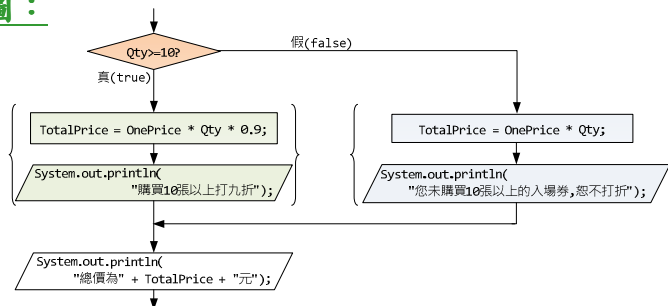 圖：
Qty>=10?
假(false)
真(true)
TotalPrice = OnePrice * Qty * 0.9;
TotalPrice = OnePrice * Qty;
System.out.println(
"購買10張以上打九折");
System.out.println(
"您未購買10張以上的入場券,恕不打折");
System.out.println(
"總價為" + TotalPrice + "元");